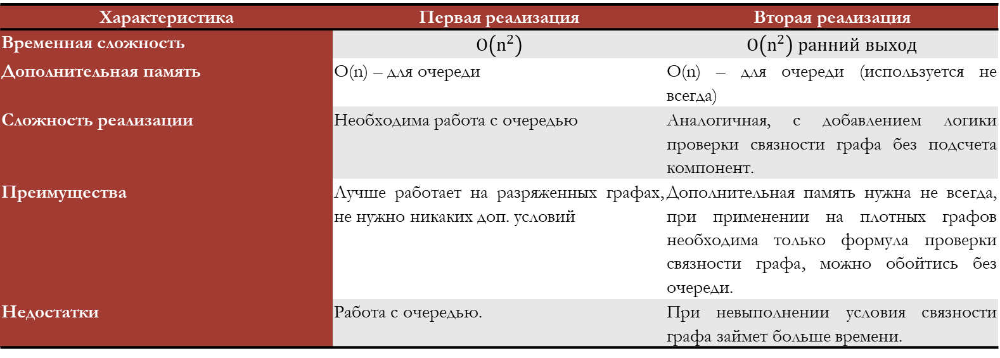 Характеристика Первая реализация Вторая реализация
Временная сложность O(n²) O(n²) ранний выход
Дополнительная память O(n) – для очереди O(n) – для очереди (используется не
всегда)
Сложность реализации Необходима работа с очередью Аналогичная, с добавлением логики
проверки связности графа без подсчета
компонент.
Преимущества Лучше работает на разряженных графах, Дополнительная память нужна не всегда,
не нужно никаких доп. условий при применении на плотных графов
необходима только формула проверки
связности графа, можно обойтись без
очереди.
Недостатки Работа с очередью. При невыполнении условия связности
графа займет больше времени.